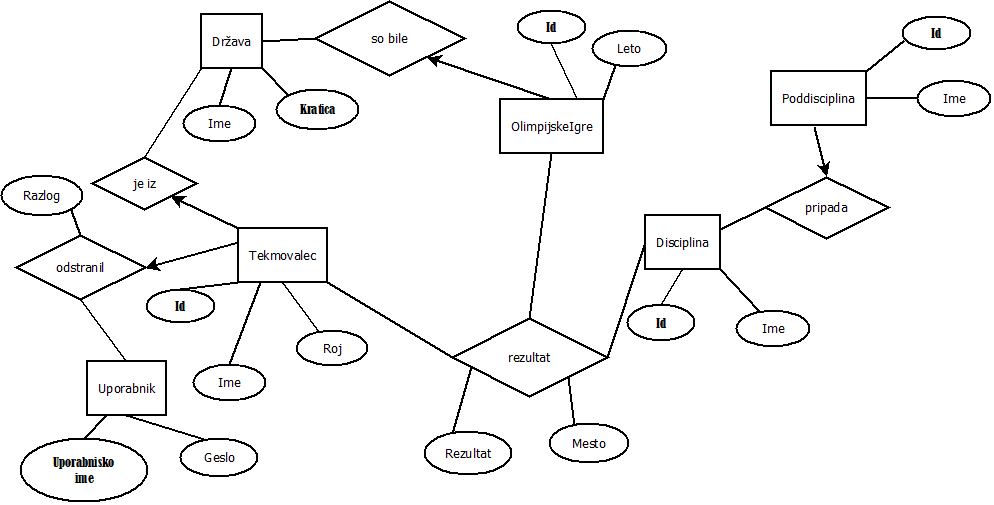 Država
so bile
Id
Leto
Id
Ime
Kratica
OlimpijskeIgre
Poddisciplina
Ime
je iz
Razlog
pripada
odstranil
Tekmovalec
Disciplina
Id
Roj
Id
Ime
Ime
rezultat
Uporabnik
Rezultat
Mesto
Uporabnisko
ime
Geslo